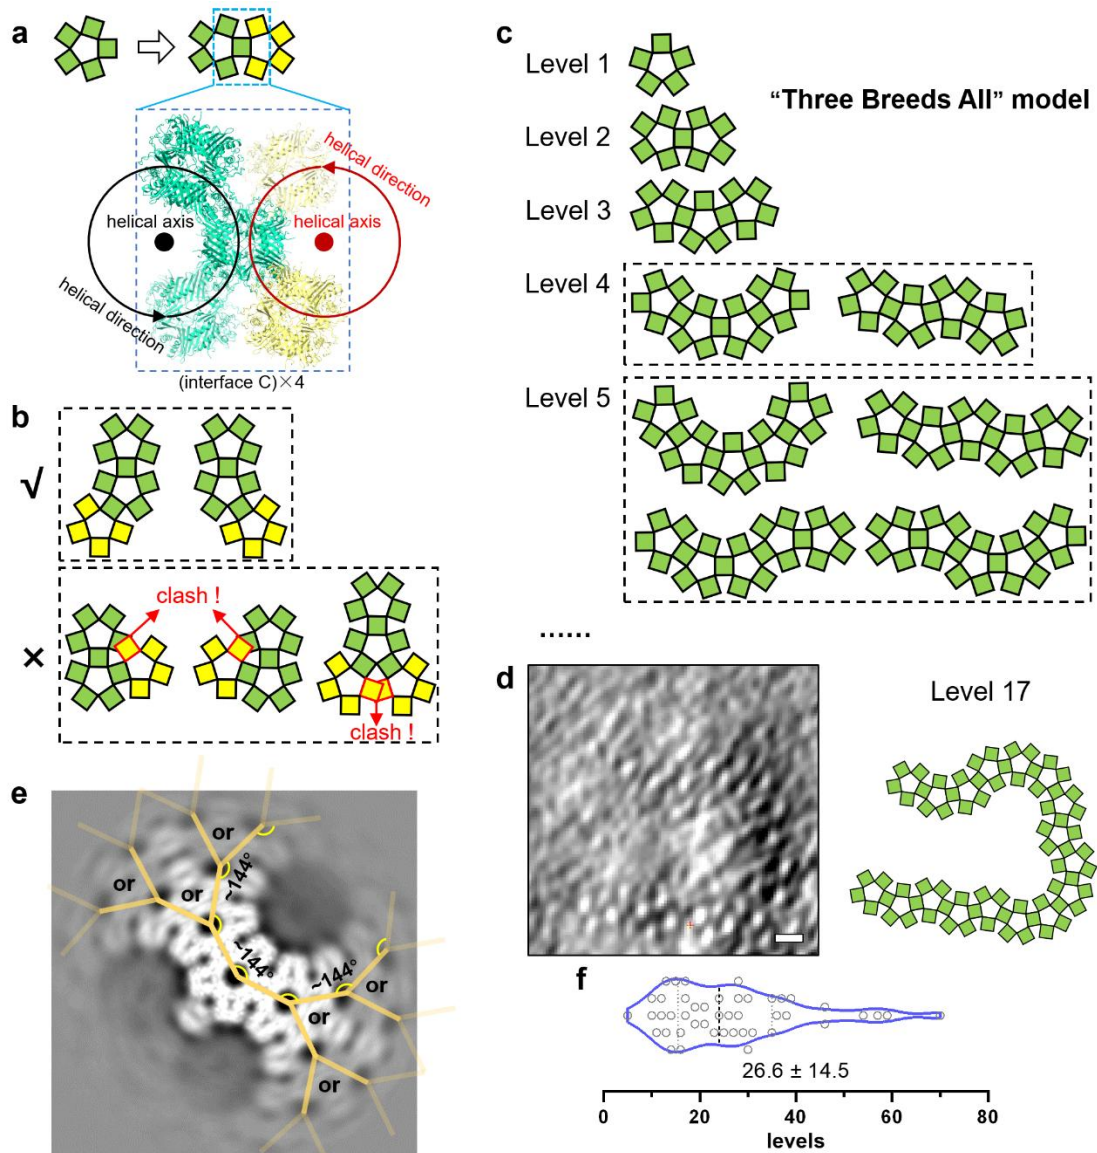 a
helical direction
helical axis
helical axis
helical direction
(interface C)×4
b
√
clash !
×
clash !
c
Level 1
“Three Breeds All” model
Level 2
Level 3
Level 4
Level 5
......
d
Level 17
e
or
or
or
~144°
~144°
~144°
or
or
or
f
26.6 ± 14.5
0 20 40 60 80
levels